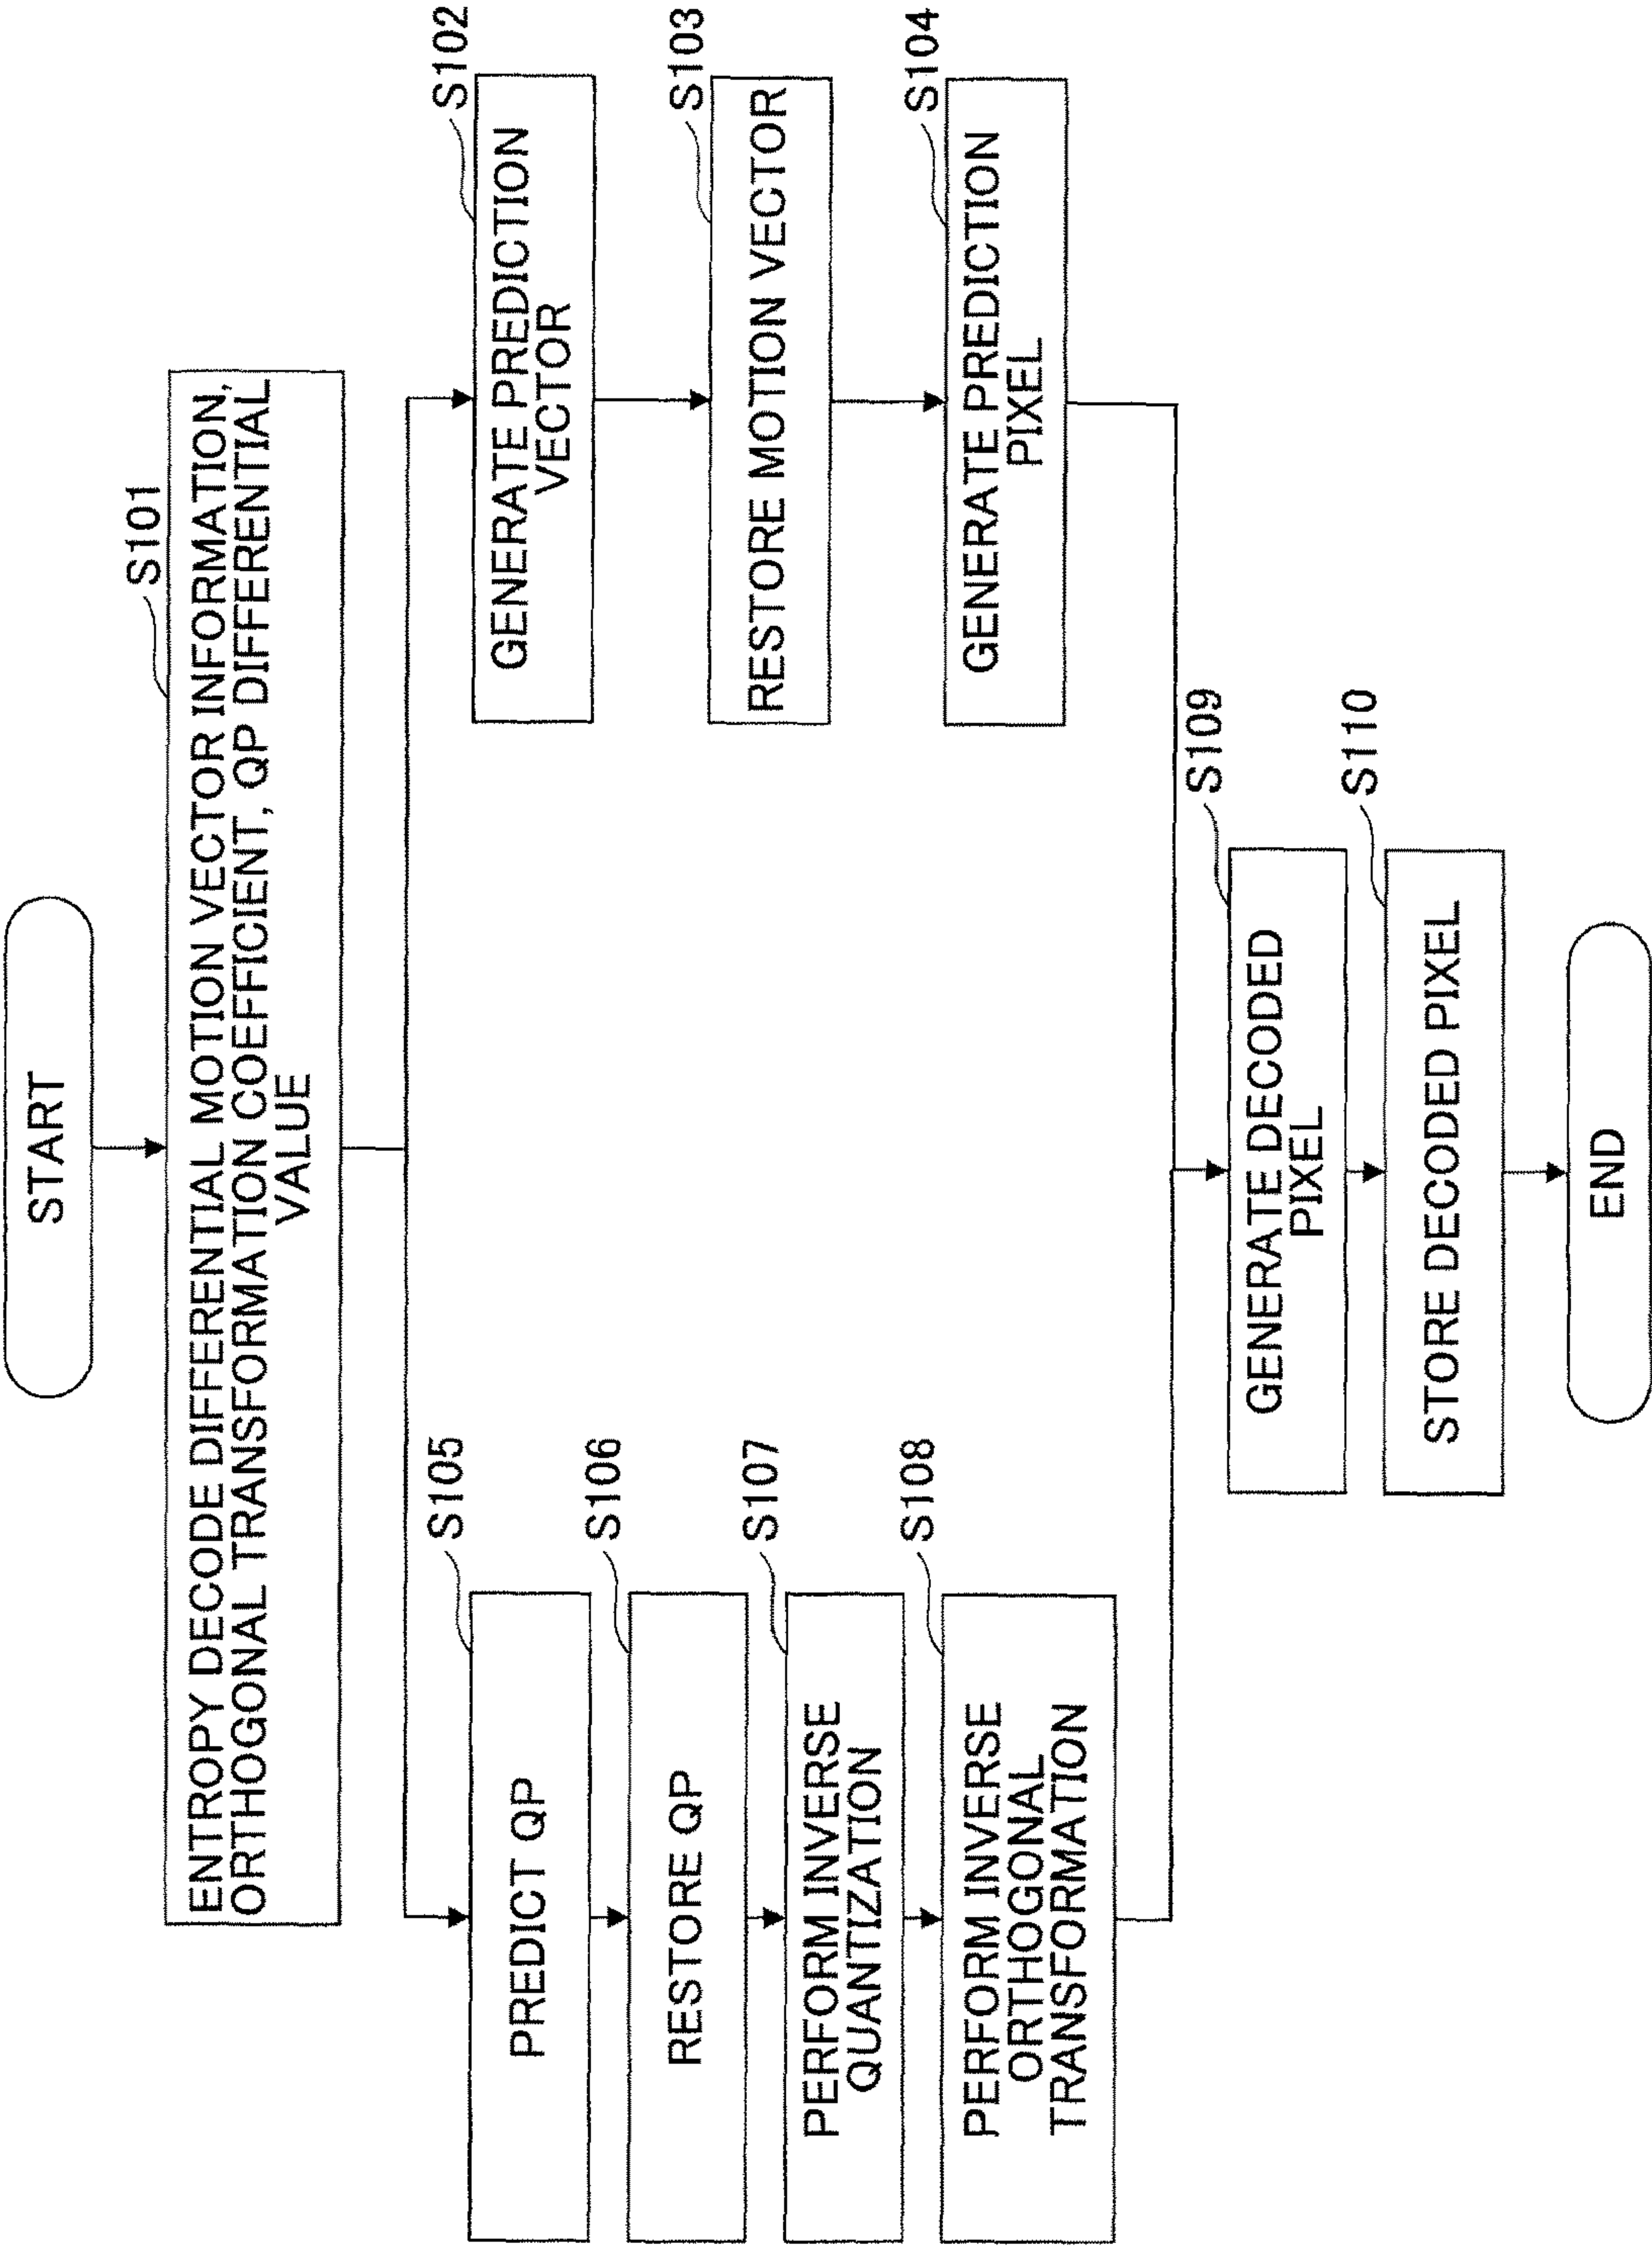 START
S101
ENTROPY DECODE DIFFERENTIAL MOTION VECTOR INFORMATION,
ORTHOGONAL TRANSFORMATION COEFFICIENT, QP DIFFERENTIAL
VALUE
S105
PREDICT QP
S106
RESTORE QP
S107
PERFORM INVERSE
QUANTIZATION
S108
PERFORM INVERSE
ORTHOGONAL
TRANSFORMATION
S102
GENERATE PREDICTION
VECTOR
S103
RESTORE MOTION VECTOR
S104
GENERATE PREDICTION
PIXEL
S109
GENERATE DECODED
PIXEL
S110
STORE DECODED PIXEL
END